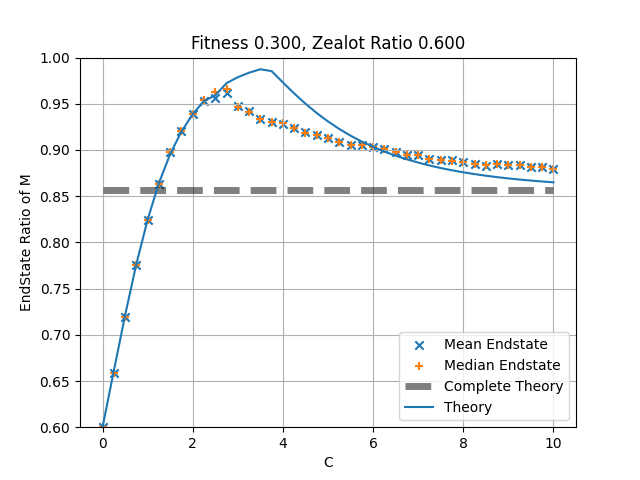 Fitness 0.300, Zealot Ratio 0.600
EndState Ratio of M
1.00
0.95
0.90
0.85
0.80
0.75
0.70
0.65
0.60
0
2
4
6
8
10
C
Mean Endstate
Median Endstate
Complete Theory
Theory